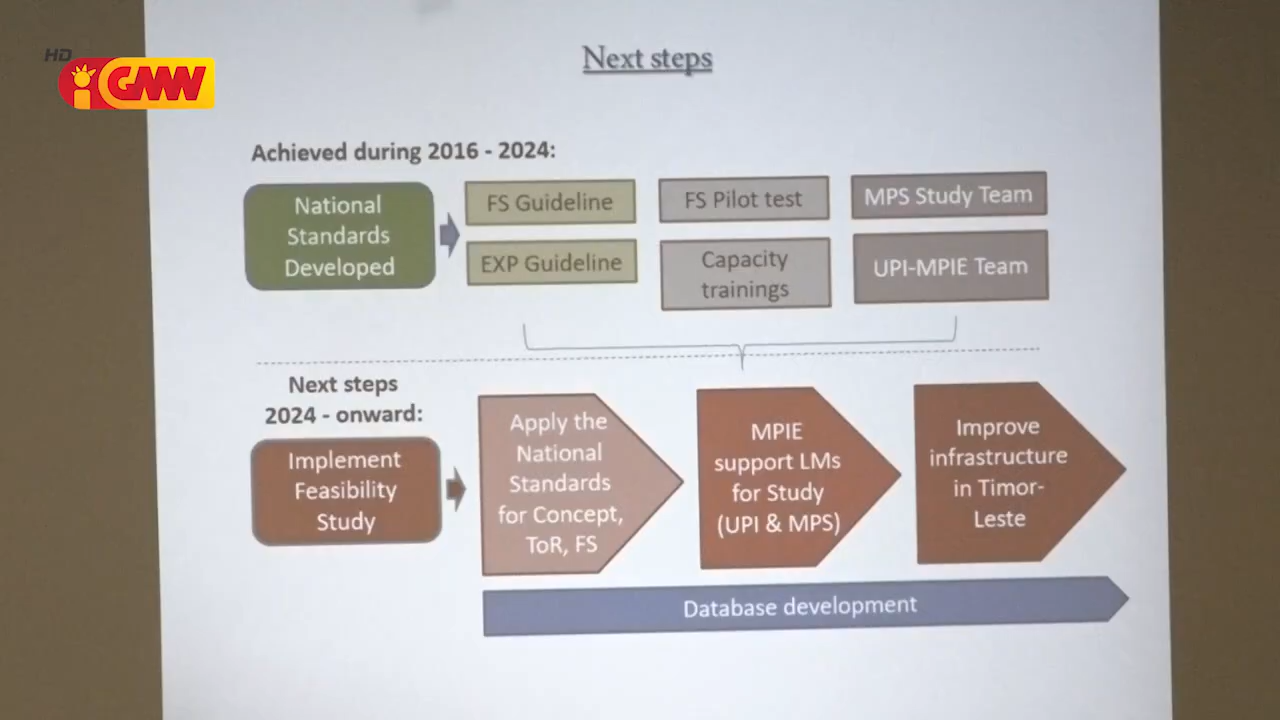 HD
GMW
Next steps
Achieved during 2016 - 2024:
National
Standards
Developed
FS Guideline
EXP Guideline
FS Pilot test
Capacity
trainings
MPS Study Team
UPI-MPIE Team
Next steps
2024 - onward:
Implement
Feasibility
Study
Apply the
National
Standards
for Concept,
ToR, FS
MPIE
support LMs
for Study
(UPI & MPS)
Improve
infrastructure
in Timor-
Leste
Database development